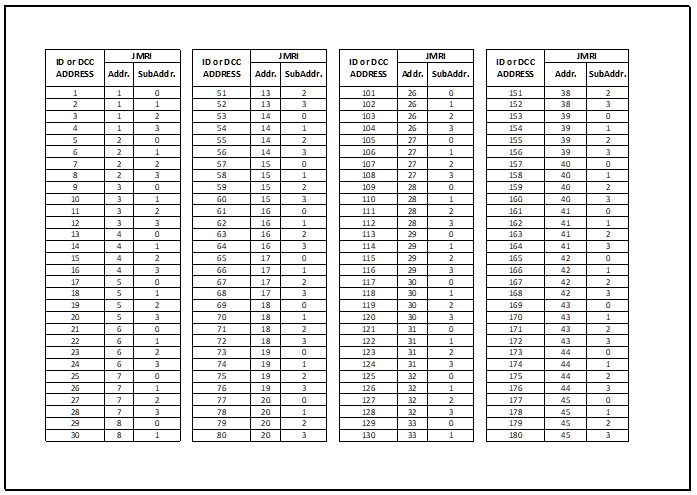 JMRI JMRI JMRI JMRI
ID or DCC ADDRESS Addr. SubAddr. ID or DCC ADDRESS Addr. SubAddr. ID or DCC ADDRESS Addr. SubAddr. ID or DCC ADDRESS Addr. SubAddr.
1 1 0 51 13 2 101 26 0 151 38 2
2 1 1 52 13 3 102 26 1 152 38 3
3 1 2 53 14 0 103 26 2 153 39 0
4 1 3 54 14 1 104 26 3 154 39 1
5 2 0 55 14 2 105 27 0 155 39 2
6 2 1 56 14 3 106 27 1 156 39 3
7 2 2 57 15 0 107 27 2 157 40 0
8 2 3 58 15 1 108 27 3 158 40 1
9 3 0 59 15 2 109 28 0 159 40 2
10 3 1 60 15 3 110 28 1 160 40 3
11 3 2 61 16 0 111 28 2 161 41 0
12 3 3 62 16 1 112 28 3 162 41 1
13 4 0 63 16 2 113 29 0 163 41 2
14 4 1 64 16 3 114 29 1 164 41 3
15 4 2 65 17 0 115 29 2 165 42 0
16 4 3 66 17 1 116 29 3 166 42 1
17 5 0 67 17 2 117 30 0 167 42 2
18 5 1 68 17 3 118 30 1 168 42 3
19 5 2 69 18 0 119 30 2 169 43 0
20 5 3 70 18 1 120 30 3 170 43 1
21 6 0 71 18 2 121 31 0 171 43 2
22 6 1 72 18 3 122 31 1 172 43 3
23 6 2 73 19 0 123 31 2 173 44 0
24 6 3 74 19 1 124 31 3 174 44 1
25 7 0 75 19 2 125 32 0 175 44 2
26 7 1 76 19 3 126 32 1 176 44 3
27 7 2 77 20 0 127 32 2 177 45 0
28 7 3 78 20 1 128 32 3 178 45 1
29 8 0 79 20 2 129 33 0 179 45 2
30 8 1 80 20 3 130 33 1 180 45 3